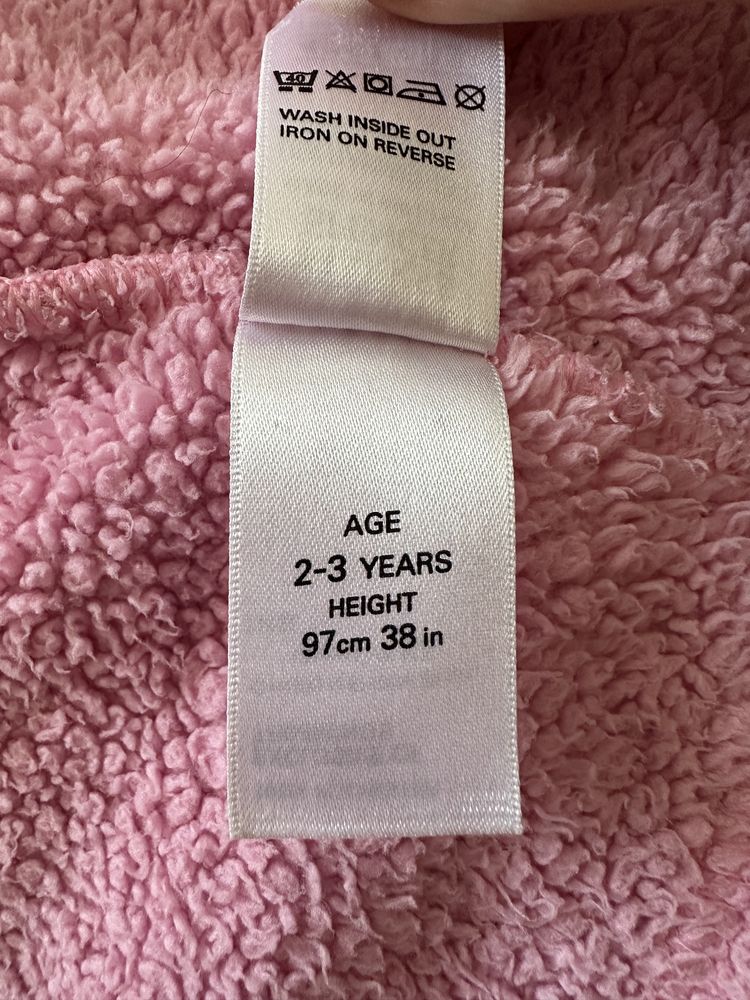 40
WASH INSIDE OUT
IRON ON REVERSE
AGE
2-3 YEARS
HEIGHT
97cm 38 in